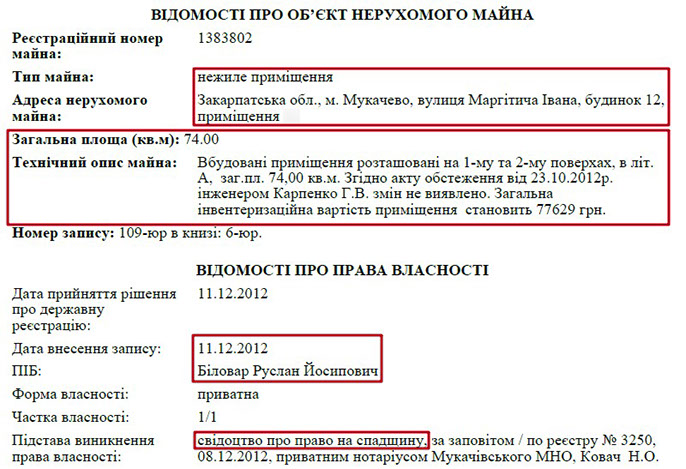 ВІДОМОСТІ ПРО ОБ’ЄКТ НЕРУХОМОГО МАЙНА
Реєстраційний номер майна: 1383802
Тип майна: нежиле приміщення
Адреса нерухомого майна: Закарпатська обл., м. Мукачево, вулиця Маргітича Івана, будинок 12,
приміщення
Загальна площа (кв.м): 74.00
Технічний опис майна: Вбудовані приміщення розташовані на 1-му та 2-му поверхах, в літ.
А, заг.пл. 74,00 кв.м. Згідно акту обстеження від 23.10.2012р.
інженером Карпенко Г.В. змін не виявлено. Загальна
інвентеризаційна вартість приміщення становить 77629 грн.
Номер запису: 109-юр в книзі: 6-юр.
ВІДОМОСТІ ПРО ПРАВА ВЛАСНОСТІ
Дата прийняття рішення про державну реєстрацію: 11.12.2012
Дата внесення запису: 11.12.2012
ПІБ: Біловар Руслан Йосипович
Форма власності: приватна
Частка власності: 1/1
Підстава виникнення права власності: свідоцтво про право на спадщину, за заповітом / по реєстру № 3250,
08.12.2012, приватним нотаріусом Мукачівського МНО, Ковач Н.О.